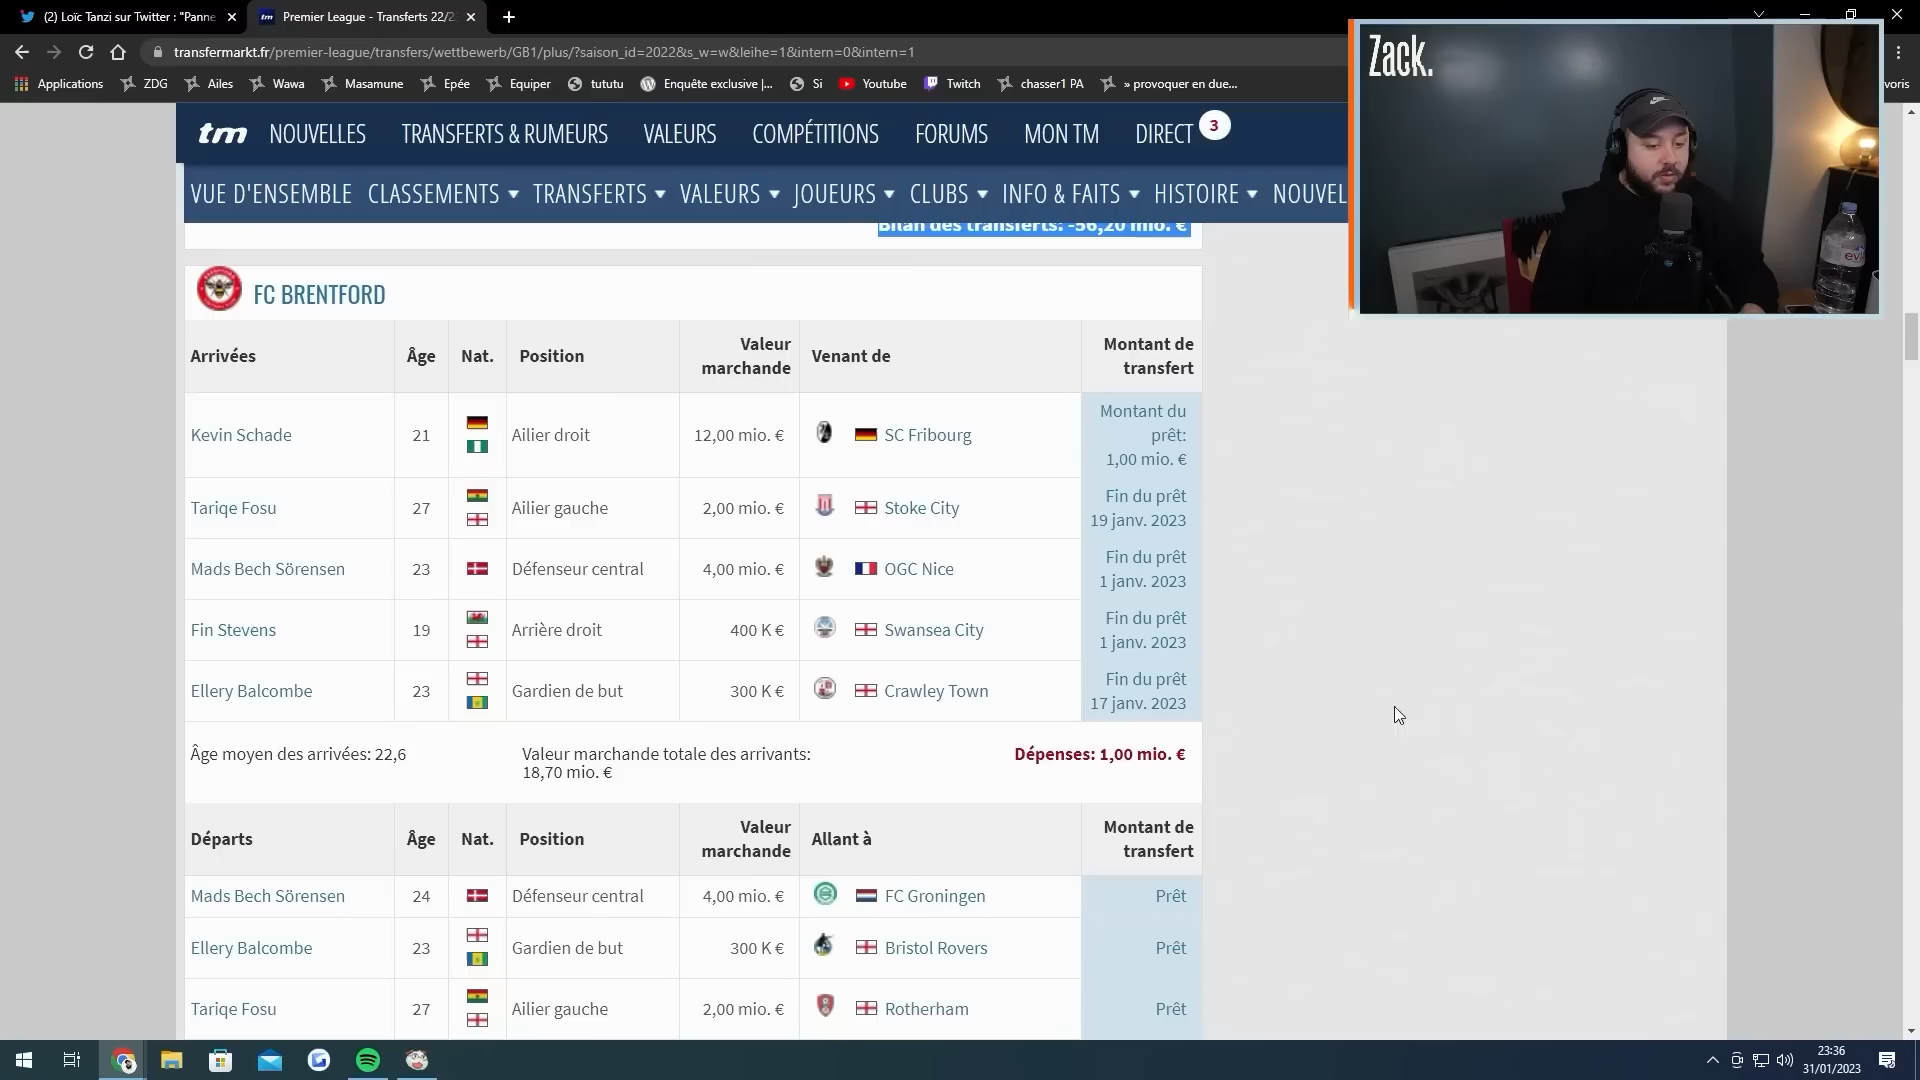 (2) Loïc Tanzi sur Twitter : "Panne
Premier League - Transferts 22/2
transfermarkt.fr/premier-league/transfers/wettbewerb/GB1/plus/?saison_id=2022&s_w=w&leihe=1&intern=0&intern=1
Applications ZDG Ailes Wawa Masamune Epée Equiper tututu Enquête exclusive |... Si Youtube Twitch chasser1 PA » provoquer en due... voris
Zack.
tm NOUVELLES TRANSFERTS & RUMEURS VALEURS COMPÉTITIONS FORUMS MON TM DIRECT 3
VUE D'ENSEMBLE CLASSEMENTS TRANSFERTS VALEURS JOUEURS CLUBS INFO & FAITS HISTOIRE NOUVEL
Bilan des transferts: -56,20 mio. €
FC BRENTFORD
Arrivées Âge Nat. Position Valeur marchande Venant de Montant de transfert
Kevin Schade 21 Ailier droit 12,00 mio. € SC Fribourg Montant du prêt: 1,00 mio. €
Tariqe Fosu 27 Ailier gauche 2,00 mio. € Stoke City Fin du prêt 19 janv. 2023
Mads Bech Sörensen 23 Défenseur central 4,00 mio. € OGC Nice Fin du prêt 1 janv. 2023
Fin Stevens 19 Arrière droit 400 K € Swansea City Fin du prêt 1 janv. 2023
Ellery Balcombe 23 Gardien de but 300 K € Crawley Town Fin du prêt 17 janv. 2023
Âge moyen des arrivées: 22,6 Valeur marchande totale des arrivants: 18,70 mio. € Dépenses: 1,00 mio. €
Départs Âge Nat. Position Valeur marchande Allant à Montant de transfert
Mads Bech Sörensen 24 Défenseur central 4,00 mio. € FC Groningen Prêt
Ellery Balcombe 23 Gardien de but 300 K € Bristol Rovers Prêt
Tariqe Fosu 27 Ailier gauche 2,00 mio. € Rotherham Prêt
23:36
31/01/2023